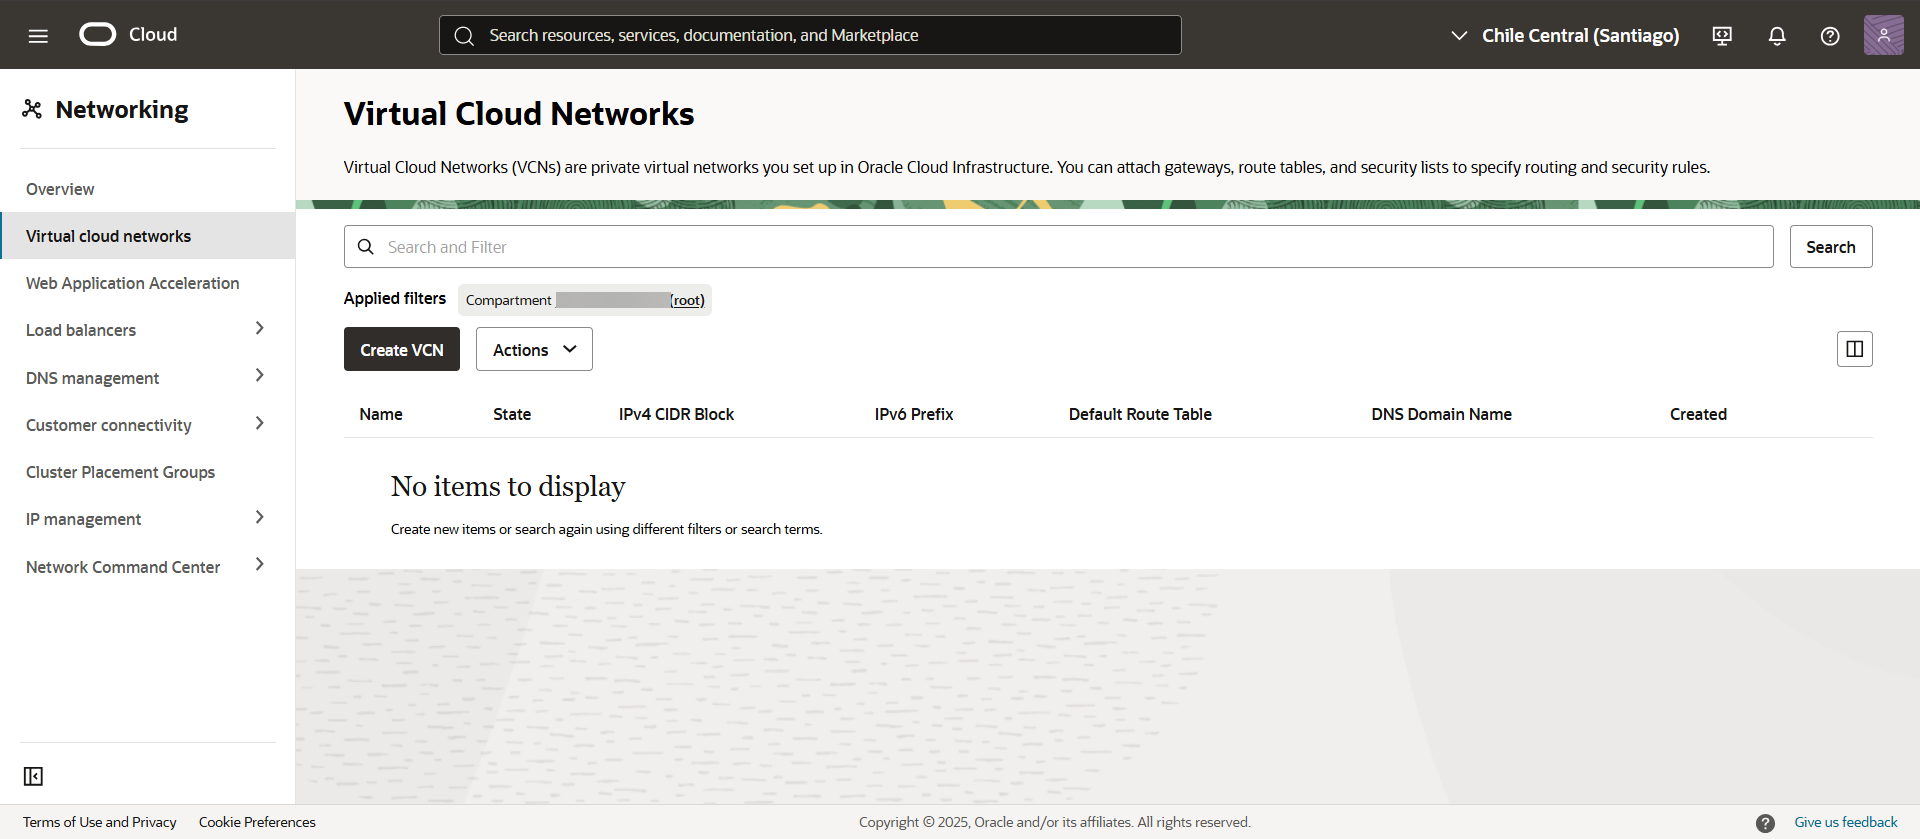 Cloud
Search resources, services, documentation, and Marketplace
Chile Central (Santiago)
Networking
Overview
Virtual cloud networks
Web Application Acceleration
Load balancers
DNS management
Customer connectivity
Cluster Placement Groups
IP management
Network Command Center
Virtual Cloud Networks
Virtual Cloud Networks (VCNs) are private virtual networks you set up in Oracle Cloud Infrastructure. You can attach gateways, route tables, and security lists to specify routing and security rules.
Search and Filter
Search
Applied filters
Compartment (root)
Create VCN
Actions
Name State IPv4 CIDR Block IPv6 Prefix Default Route Table DNS Domain Name Created
No items to display
Create new items or search again using different filters or search terms.
Terms of Use and Privacy Cookie Preferences
Copyright © 2025, Oracle and/or its affiliates. All rights reserved.
Give us feedback